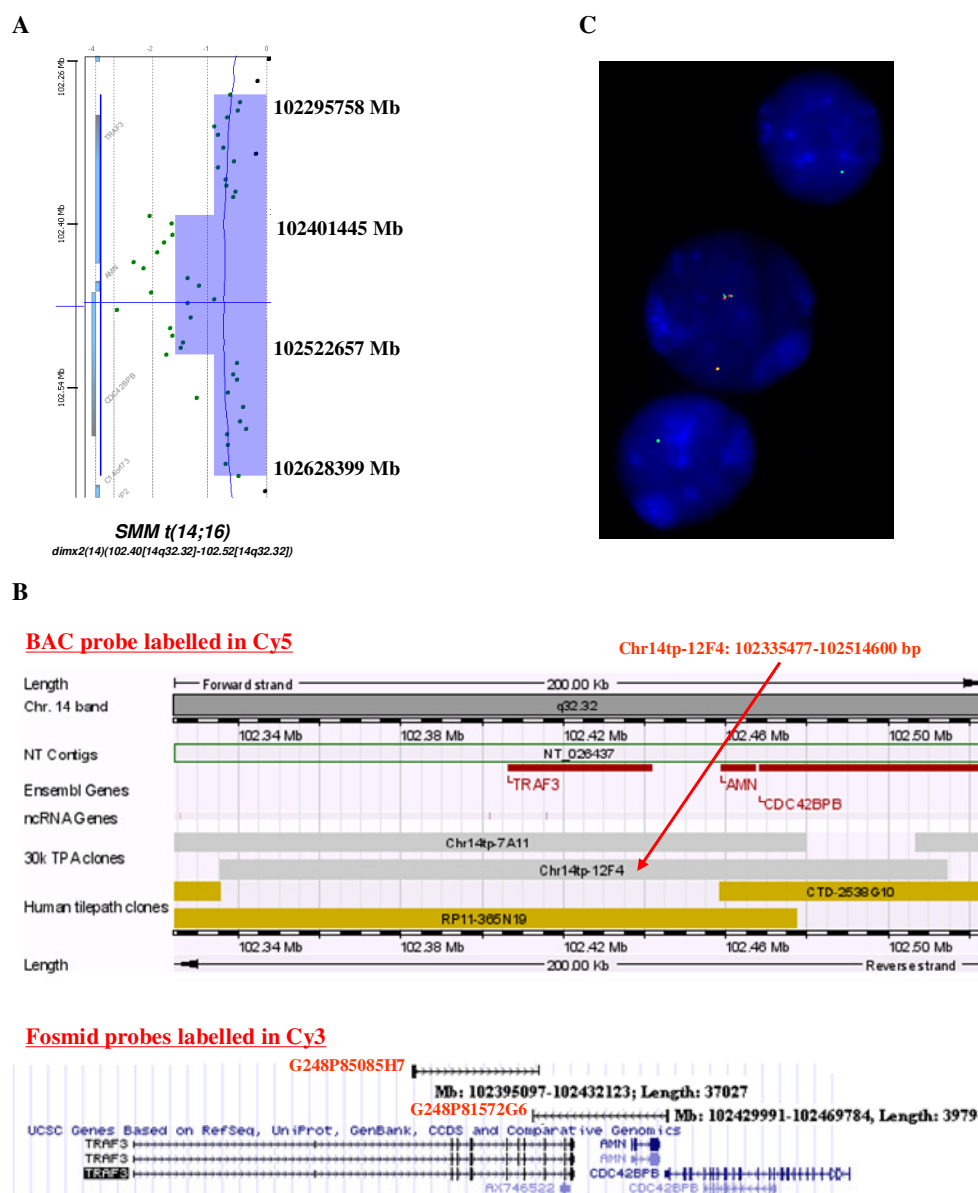 A
C
-4 -2 -1 0
102.26 Mb
TRAF3
102.40 Mb
AMN
CDC42BPB
102.54 Mb
C14orf73
102295758 Mb
102401445 Mb
102522657 Mb
102628399 Mb
SMM t(14;16)
dimx2(14)(102.40[14q32.32]-102.52[14q32.32])
B
BAC probe labelled in Cy5
Chr14tp-12F4: 102335477-102514600 bp
Length Forward strand 200.00 Kb
Chr. 14 band q32.32
102.34 Mb 102.38 Mb 102.42 Mb 102.46 Mb 102.50 Mb
NT Contigs NT_026437
Ensembl Genes TRAF3 AMN
CDC42BPB
ncRNA Genes
Chr14tp-7A11
30k TPA clones
Chr14tp-12F4
CTD-2538G10
Human tilepath clones
RP11-365N19
102.34 Mb 102.38 Mb 102.42 Mb 102.46 Mb 102.50 Mb
Length 200.00 Kb Reverse strand
Fosmid probes labelled in Cy3
G248P85085H7
Mb: 102395097-102432123; Length: 37027
G248P81572G6 Mb: 102429991-102469784, Length: 3979
UCSC Genes Based on RefSeq, UniProt, GenBank, CCDS and Comparative Genomics
TRAF3 AMN
TRAF3 AMN
TRAF3 CDC42BPB
AX746522 CDC42BPB